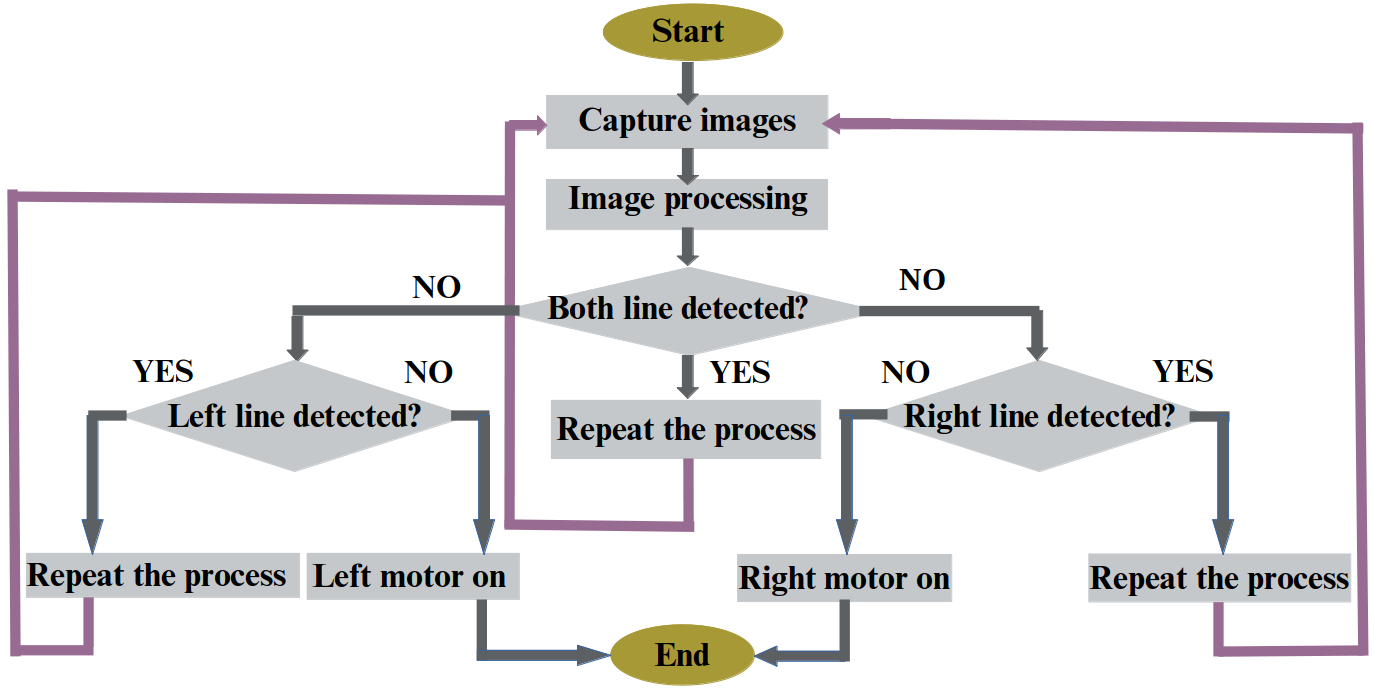 Start
Capture images
Image processing
NO
NO
Both line detected?
YES
NO
YES
NO
YES
Left line detected?
Repeat the process
Right line detected?
Repeat the process
Left motor on
Right motor on
Repeat the process
End